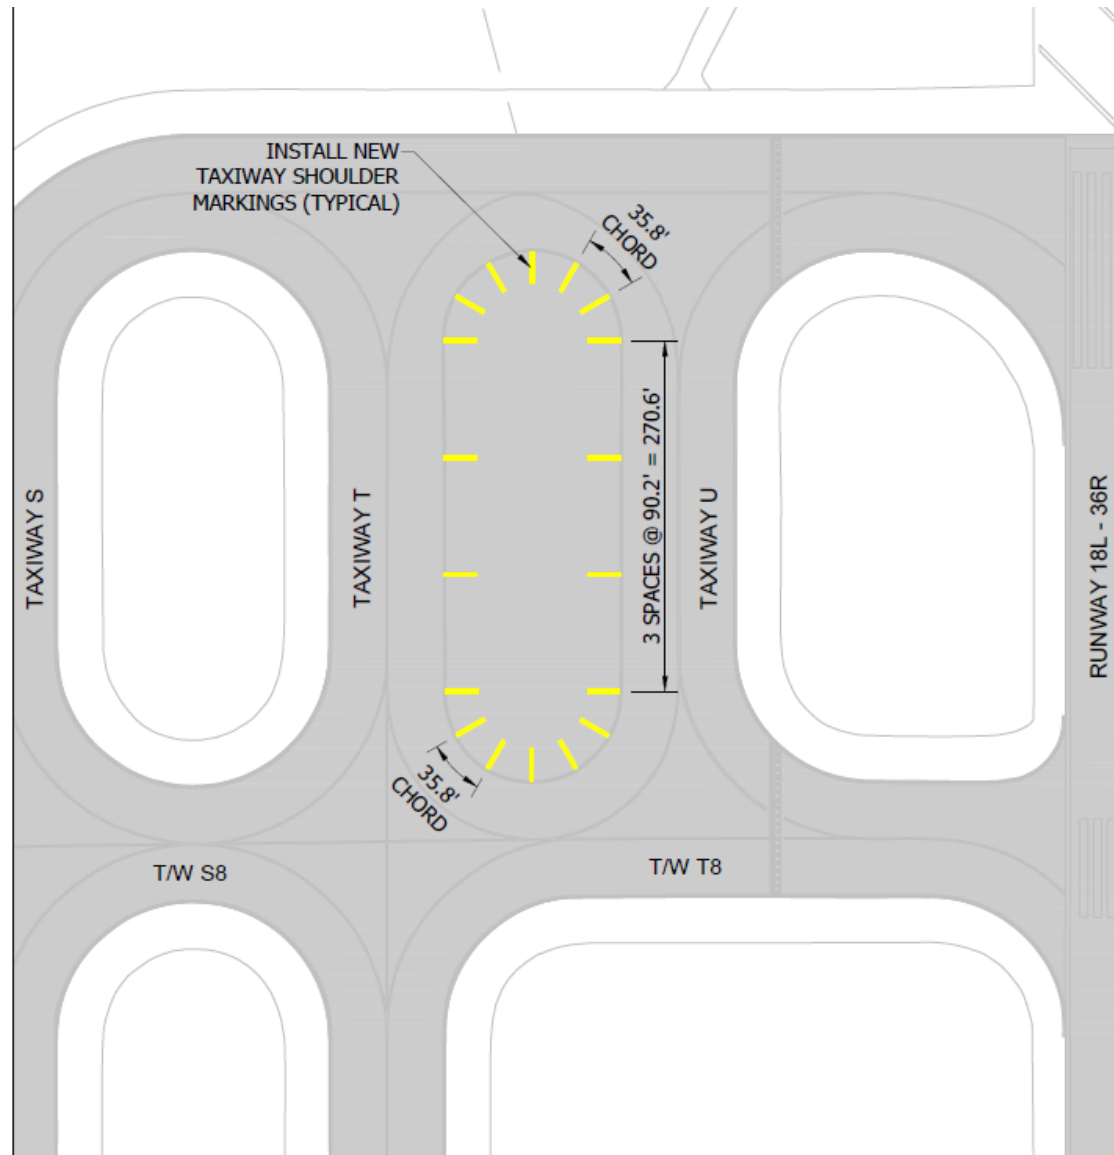 INSTALL NEW
TAXIWAY SHOULDER
MARKINGS (TYPICAL)
35.8'
CHORD
TAXIWAY S
TAXIWAY T
3 SPACES @ 90.2' = 270.6'
TAXIWAY U
RUNWAY 18L - 36R
35.8'
CHORD
T/W S8
T/W T8